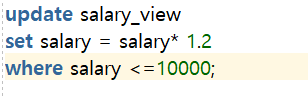 update salary_view
set salary = salary* 1.2
where salary <=10000;